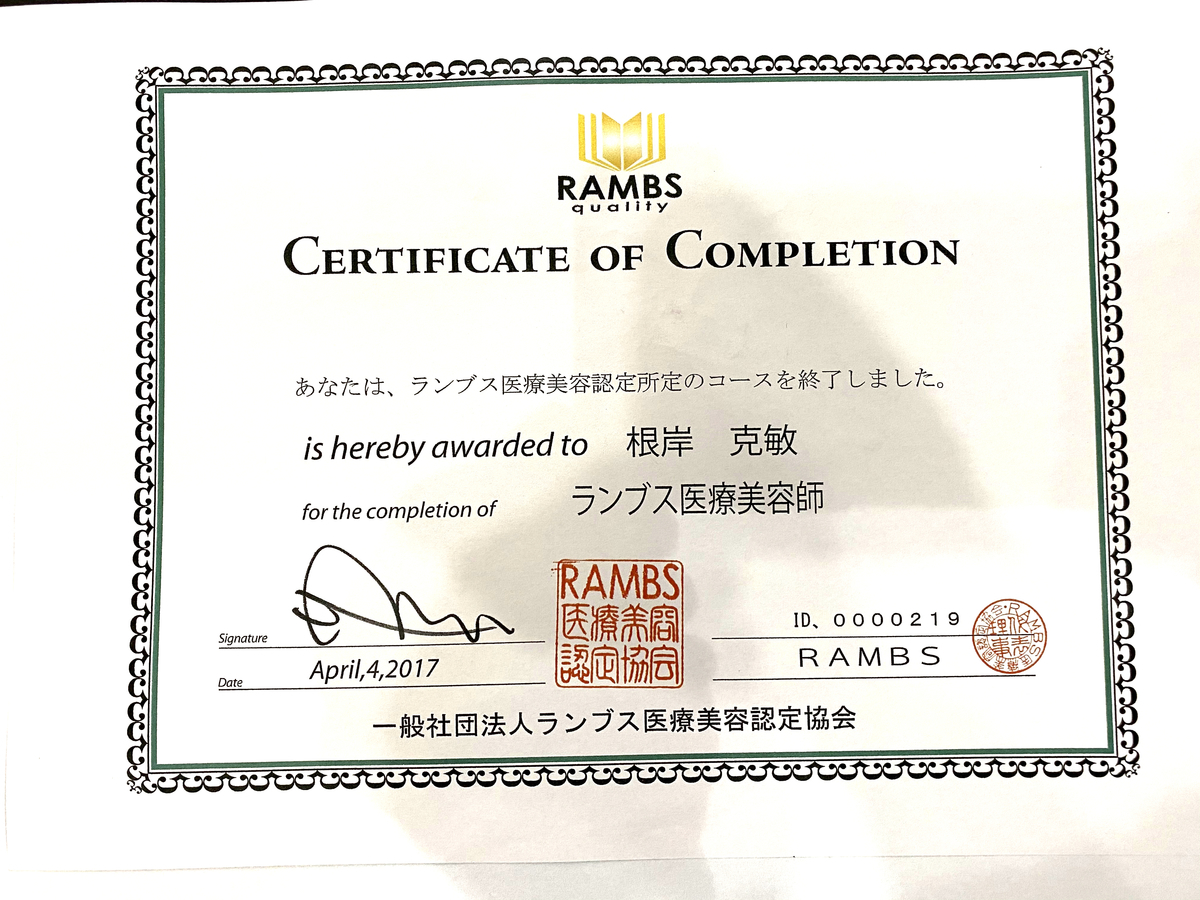 RAMBS
quality
CERTIFICATE OF COMPLETION
あなたは、ランブス医療美容認定所定のコースを終了しました。
is hereby awarded to 根岸　克敏
for the completion of ランブス医療美容師
Signature
Date April,4,2017
RAMBS
医療美容
認定協会
ID、0000219
RAMBS
一般社団法人ランブス医療美容認定協会